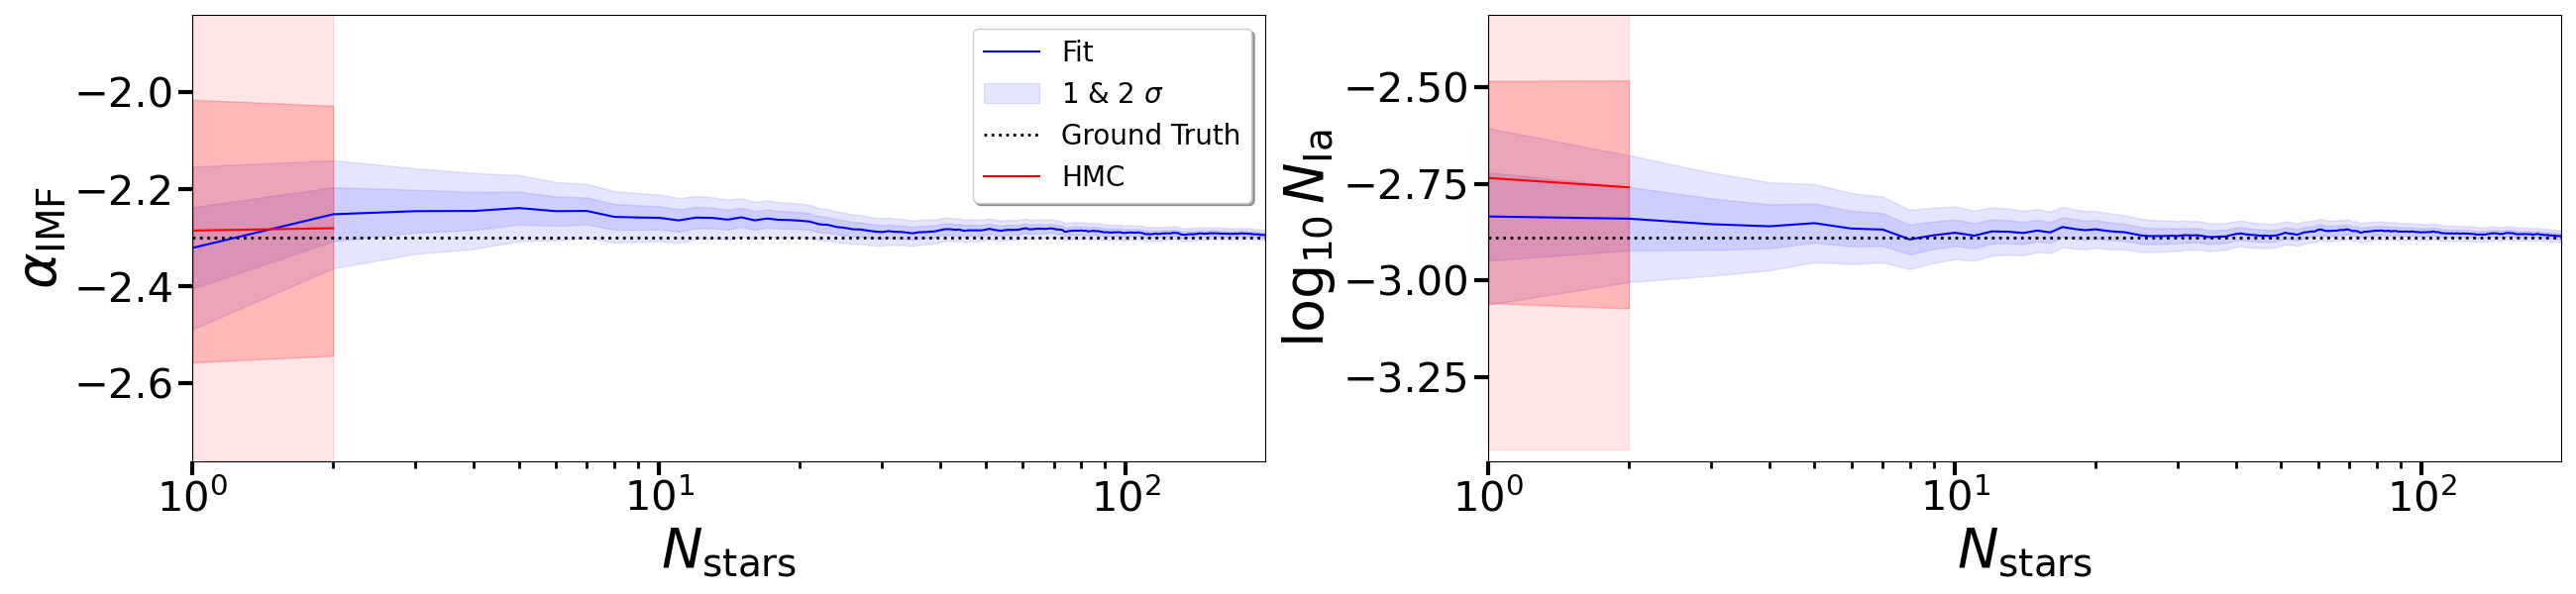 α_IMF
−2.0
−2.2
−2.4
−2.6
10^0
10^1
10^2
N_stars
Fit
1 & 2 σ
Ground Truth
HMC
log_10 N_Ia
−2.50
−2.75
−3.00
−3.25
10^0
10^1
10^2
N_stars